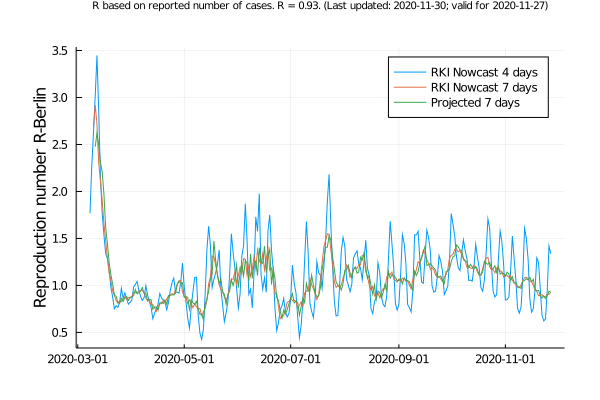 R based on reported number of cases. R = 0.93. (Last updated: 2020-11-30; valid for 2020-11-27)
3.5
3.0
2.5
2.0
1.5
1.0
0.5
Reproduction number R-Berlin
RKI Nowcast 4 days
RKI Nowcast 7 days
Projected 7 days
2020-03-01 2020-05-01 2020-07-01 2020-09-01 2020-11-01